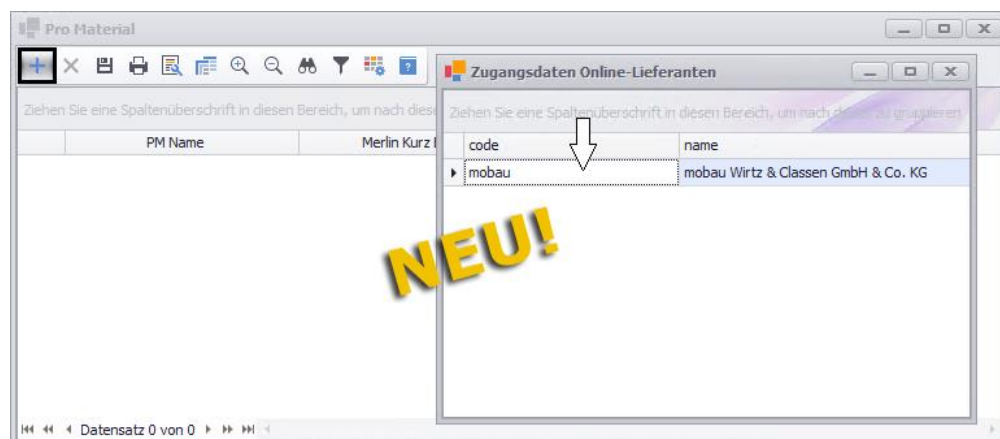 Pro Material
Zugangsdaten Online-Lieferanten
Ziehen Sie eine Spaltenüberschrift in diesen Bereich, um nach diese
Ziehen Sie eine Spaltenüberschrift in diesen Bereich, um nach dieser zu gruppieren
PM Name
Merlin Kurz
code
name
mobau
mobau Wirtz & Classen GmbH & Co. KG
NEU!
Datensatz 0 von 0